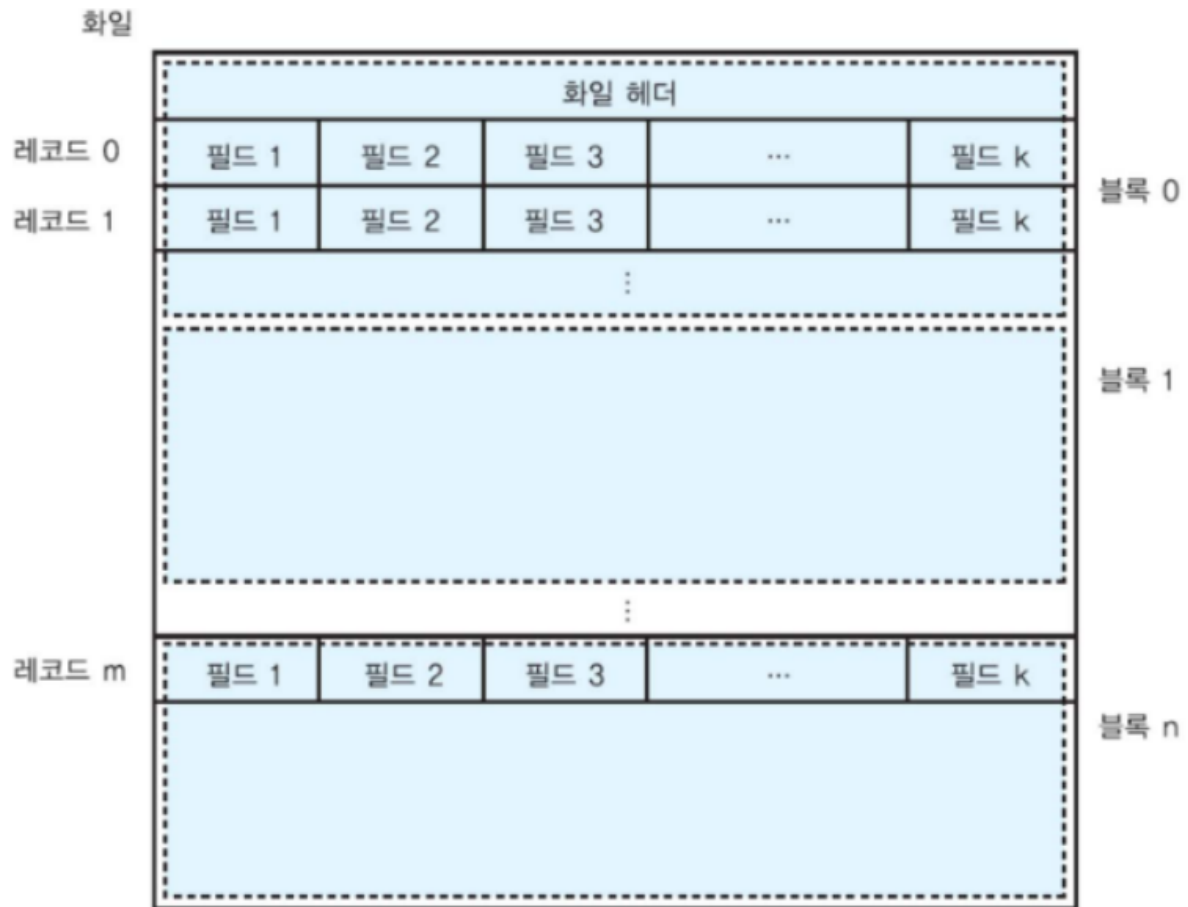 화일
화일 헤더
레코드 0 필드 1 필드 2 필드 3 ... 필드 k
블록 0
레코드 1 필드 1 필드 2 필드 3 ... 필드 k
⋮
블록 1
⋮
레코드 m 필드 1 필드 2 필드 3 ... 필드 k
블록 n